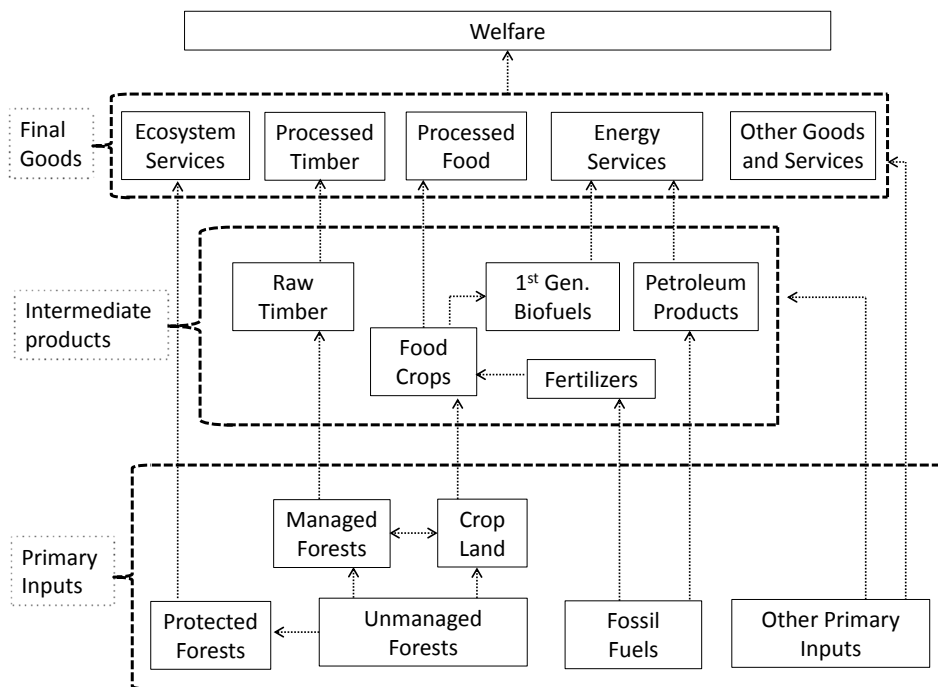 Welfare
Final
Goods
Ecosystem
Services
Processed
Timber
Processed
Food
Energy
Services
Other Goods
and Services
Intermediate
products
Raw
Timber
1st Gen.
Biofuels
Petroleum
Products
Food
Crops
Fertilizers
Primary
Inputs
Managed
Forests
Crop
Land
Protected
Forests
Unmanaged
Forests
Fossil
Fuels
Other Primary
Inputs